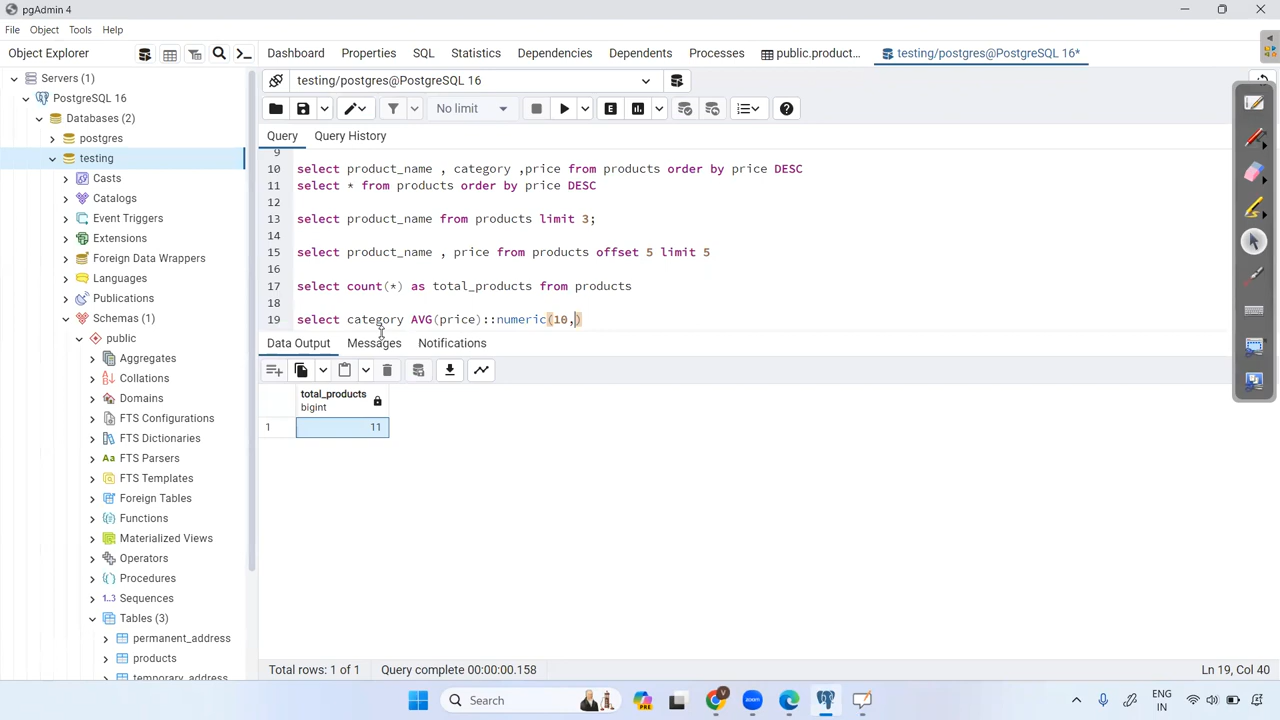 pgAdmin 4
File Object Tools Help
Object Explorer
Dashboard Properties SQL Statistics Dependencies Dependents Processes public.product... testing/postgres@PostgreSQL 16*
Servers (1)
PostgreSQL 16
Databases (2)
postgres
testing
Casts
Catalogs
Event Triggers
Extensions
Foreign Data Wrappers
Languages
Publications
Schemas (1)
public
Aggregates
Collations
Domains
FTS Configurations
FTS Dictionaries
Aa FTS Parsers
FTS Templates
Foreign Tables
Functions
Materialized Views
Operators
Procedures
1..3 Sequences
Tables (3)
permanent_address
products
temporary_address
testing/postgres@PostgreSQL 16
No limit E
Query Query History
9
10 select product_name , category ,price from products order by price DESC
11 select * from products order by price DESC
12
13 select product_name from products limit 3;
14
15 select product_name , price from products offset 5 limit 5
16
17 select count(*) as total_products from products
18
19 select category AVG(price)::numeric(10,)
Data Output Messages Notifications
total_products
bigint
1 11
Total rows: 1 of 1 Query complete 00:00:00.158 Ln 19, Col 40
Search
ENG
IN